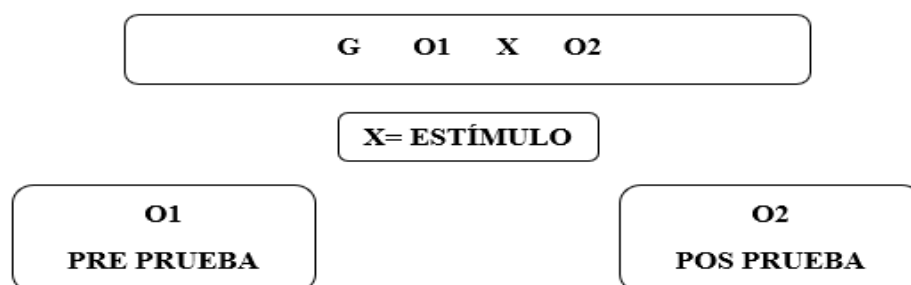 G O1 X O2
X= ESTÍMULO
O1
PRE PRUEBA
O2
POS PRUEBA